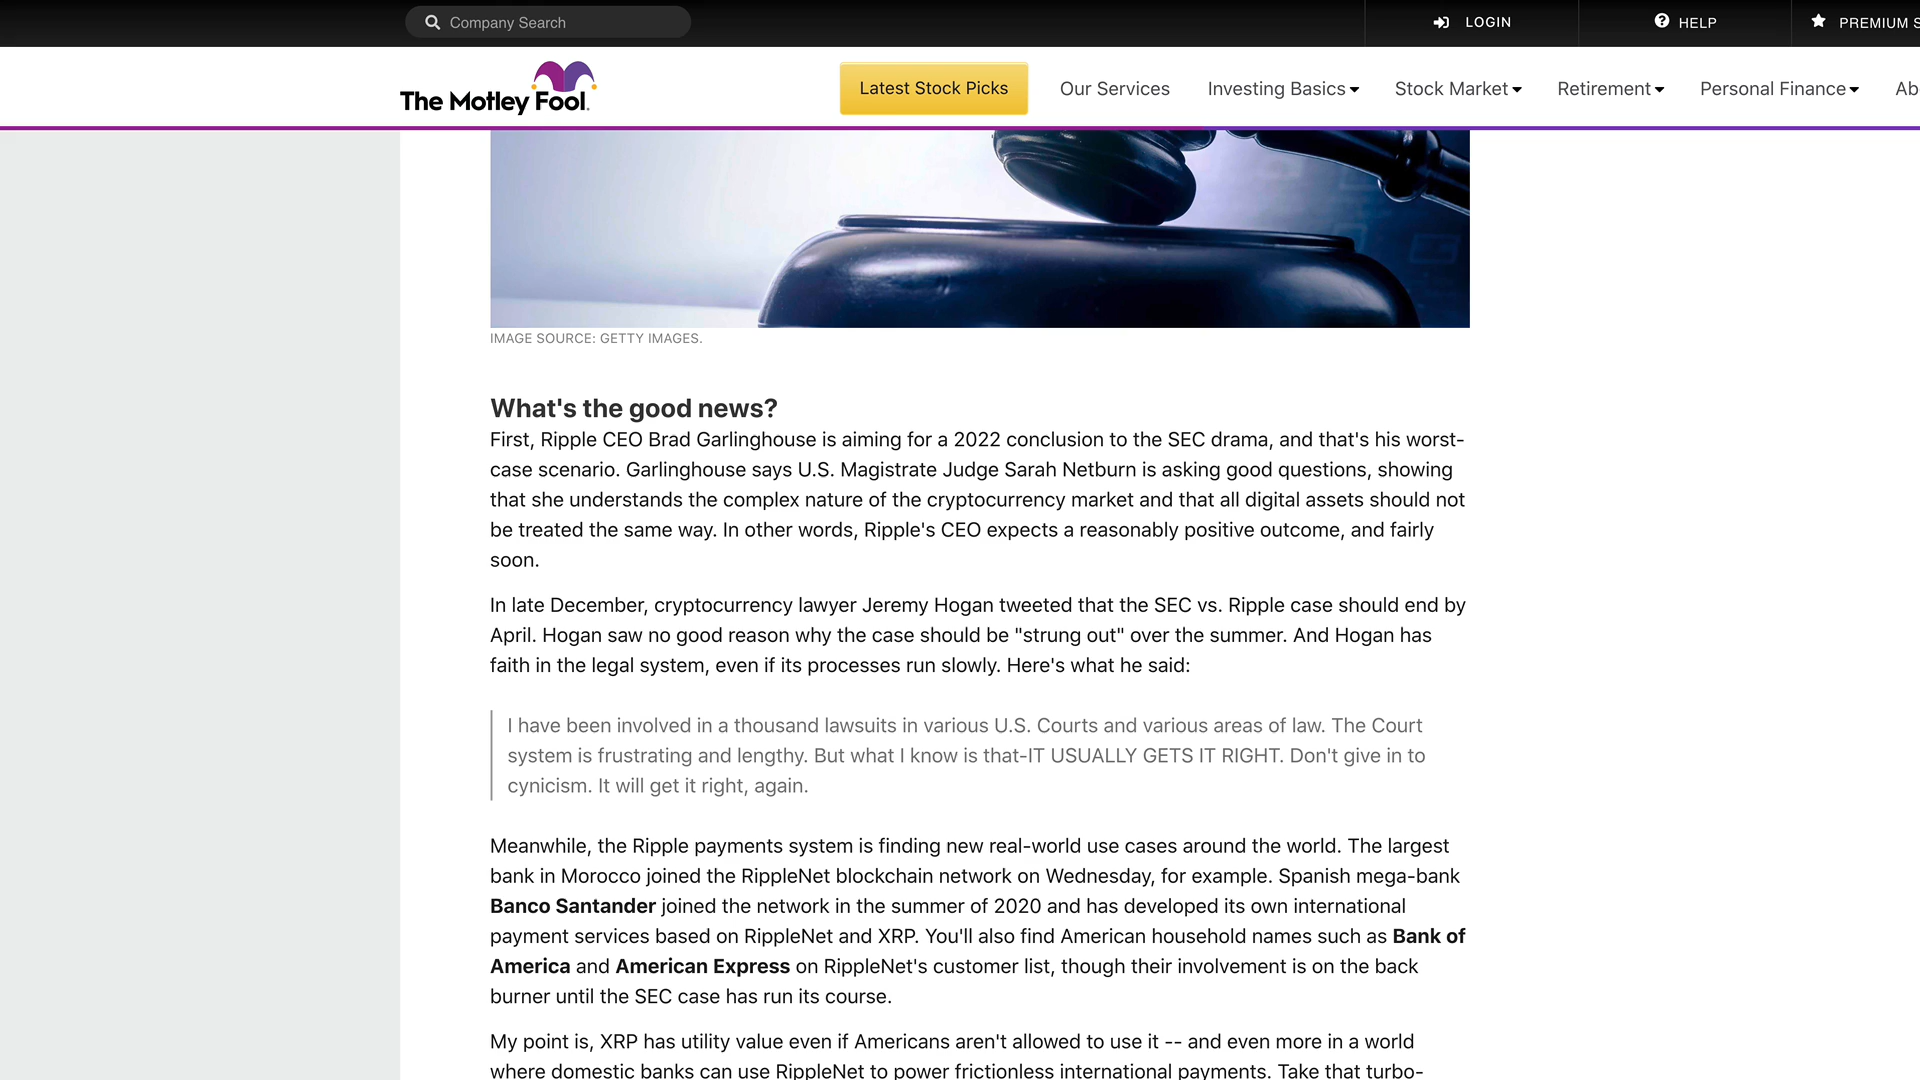 Company Search
LOGIN
HELP
PREMIUM S
The Motley Fool.
Latest Stock Picks
Our Services
Investing Basics
Stock Market
Retirement
Personal Finance
Ab
IMAGE SOURCE: GETTY IMAGES.
What's the good news?
First, Ripple CEO Brad Garlinghouse is aiming for a 2022 conclusion to the SEC drama, and that's his worst-
case scenario. Garlinghouse says U.S. Magistrate Judge Sarah Netburn is asking good questions, showing
that she understands the complex nature of the cryptocurrency market and that all digital assets should not
be treated the same way. In other words, Ripple's CEO expects a reasonably positive outcome, and fairly
soon.
In late December, cryptocurrency lawyer Jeremy Hogan tweeted that the SEC vs. Ripple case should end by
April. Hogan saw no good reason why the case should be "strung out" over the summer. And Hogan has
faith in the legal system, even if its processes run slowly. Here's what he said:
I have been involved in a thousand lawsuits in various U.S. Courts and various areas of law. The Court
system is frustrating and lengthy. But what I know is that-IT USUALLY GETS IT RIGHT. Don't give in to
cynicism. It will get it right, again.
Meanwhile, the Ripple payments system is finding new real-world use cases around the world. The largest
bank in Morocco joined the RippleNet blockchain network on Wednesday, for example. Spanish mega-bank
Banco Santander joined the network in the summer of 2020 and has developed its own international
payment services based on RippleNet and XRP. You'll also find American household names such as Bank of
America and American Express on RippleNet's customer list, though their involvement is on the back
burner until the SEC case has run its course.
My point is, XRP has utility value even if Americans aren't allowed to use it -- and even more in a world
where domestic banks can use RippleNet to power frictionless international payments. Take that turbo-